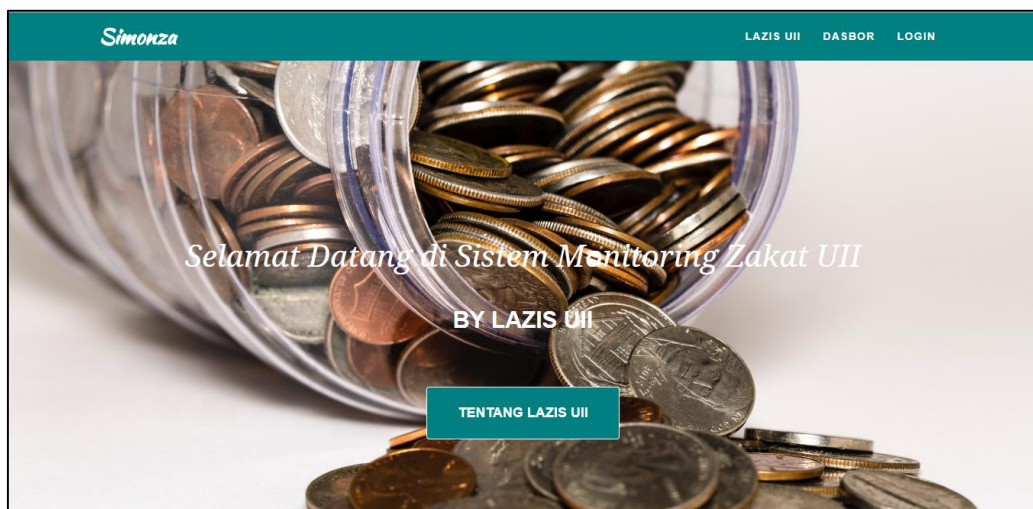 Simonza
LAZIS UII DASBOR LOGIN
Selamat Datang di Sistem Monitoring Zakat UII
BY LAZIS UII
TENTANG LAZIS UII